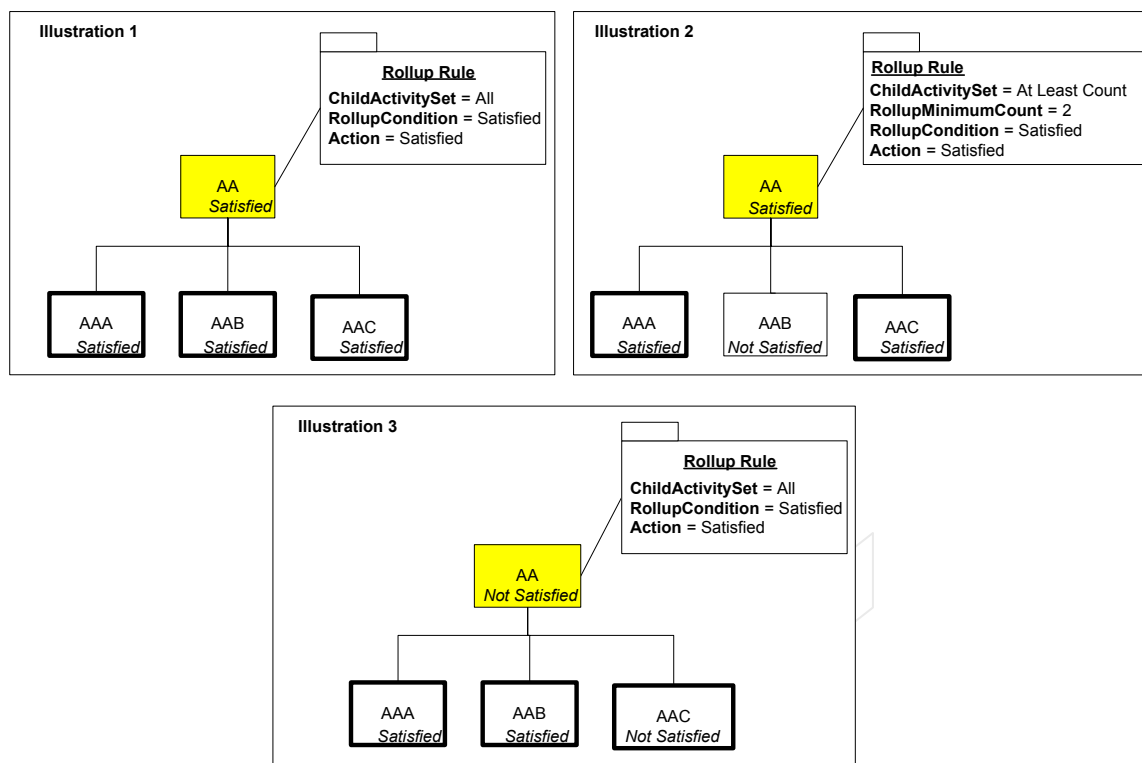 Illustration 1
Rollup Rule
ChildActivitySet = All
RollupCondition = Satisfied
Action = Satisfied
AA
Satisfied
AAA
Satisfied
AAB
Satisfied
AAC
Satisfied
Illustration 2
Rollup Rule
ChildActivitySet = At Least Count
RollupMinimumCount = 2
RollupCondition = Satisfied
Action = Satisfied
AA
Satisfied
AAA
Satisfied
AAB
Not Satisfied
AAC
Satisfied
Illustration 3
Rollup Rule
ChildActivitySet = All
RollupCondition = Satisfied
Action = Satisfied
AA
Not Satisfied
AAA
Satisfied
AAB
Satisfied
AAC
Not Satisfied